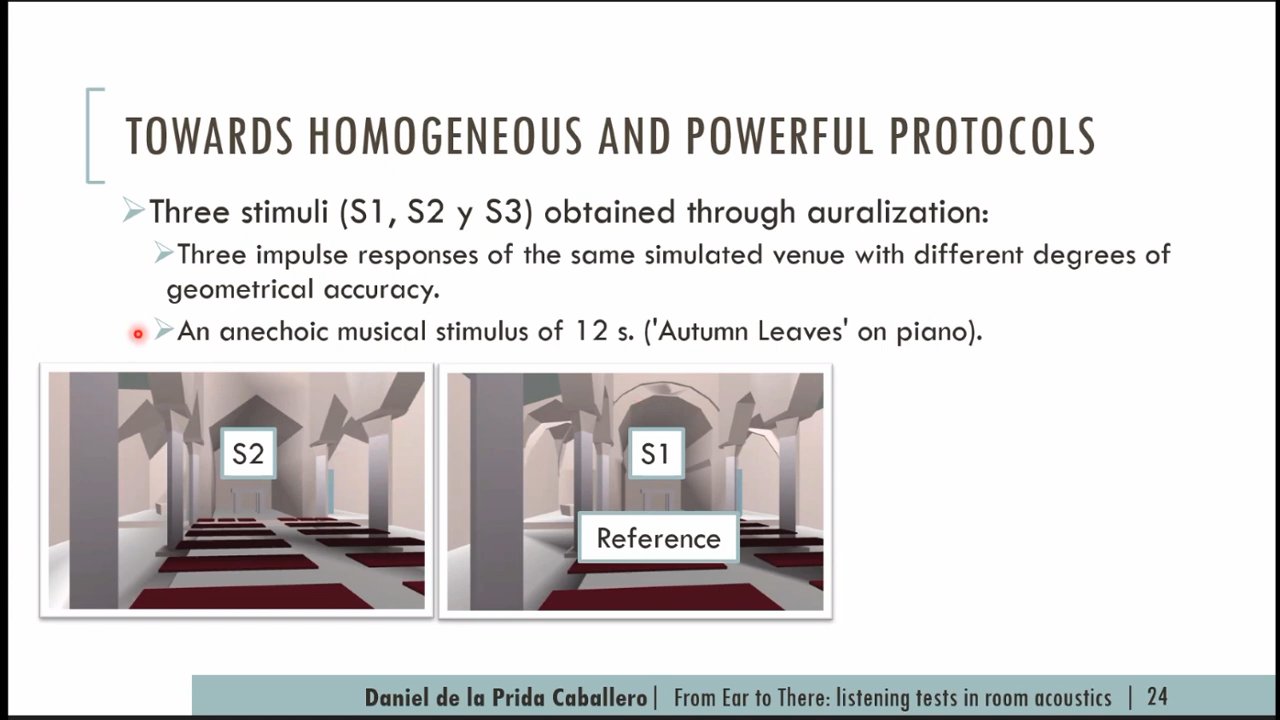 TOWARDS HOMOGENEOUS AND POWERFUL PROTOCOLS
Three stimuli (S1, S2 y S3) obtained through auralization:
Three impulse responses of the same simulated venue with different degrees of
geometrical accuracy.
An anechoic musical stimulus of 12 s. ('Autumn Leaves' on piano).
S2
S1
Reference
Daniel de la Prida Caballero| From Ear to There: listening tests in room acoustics | 24